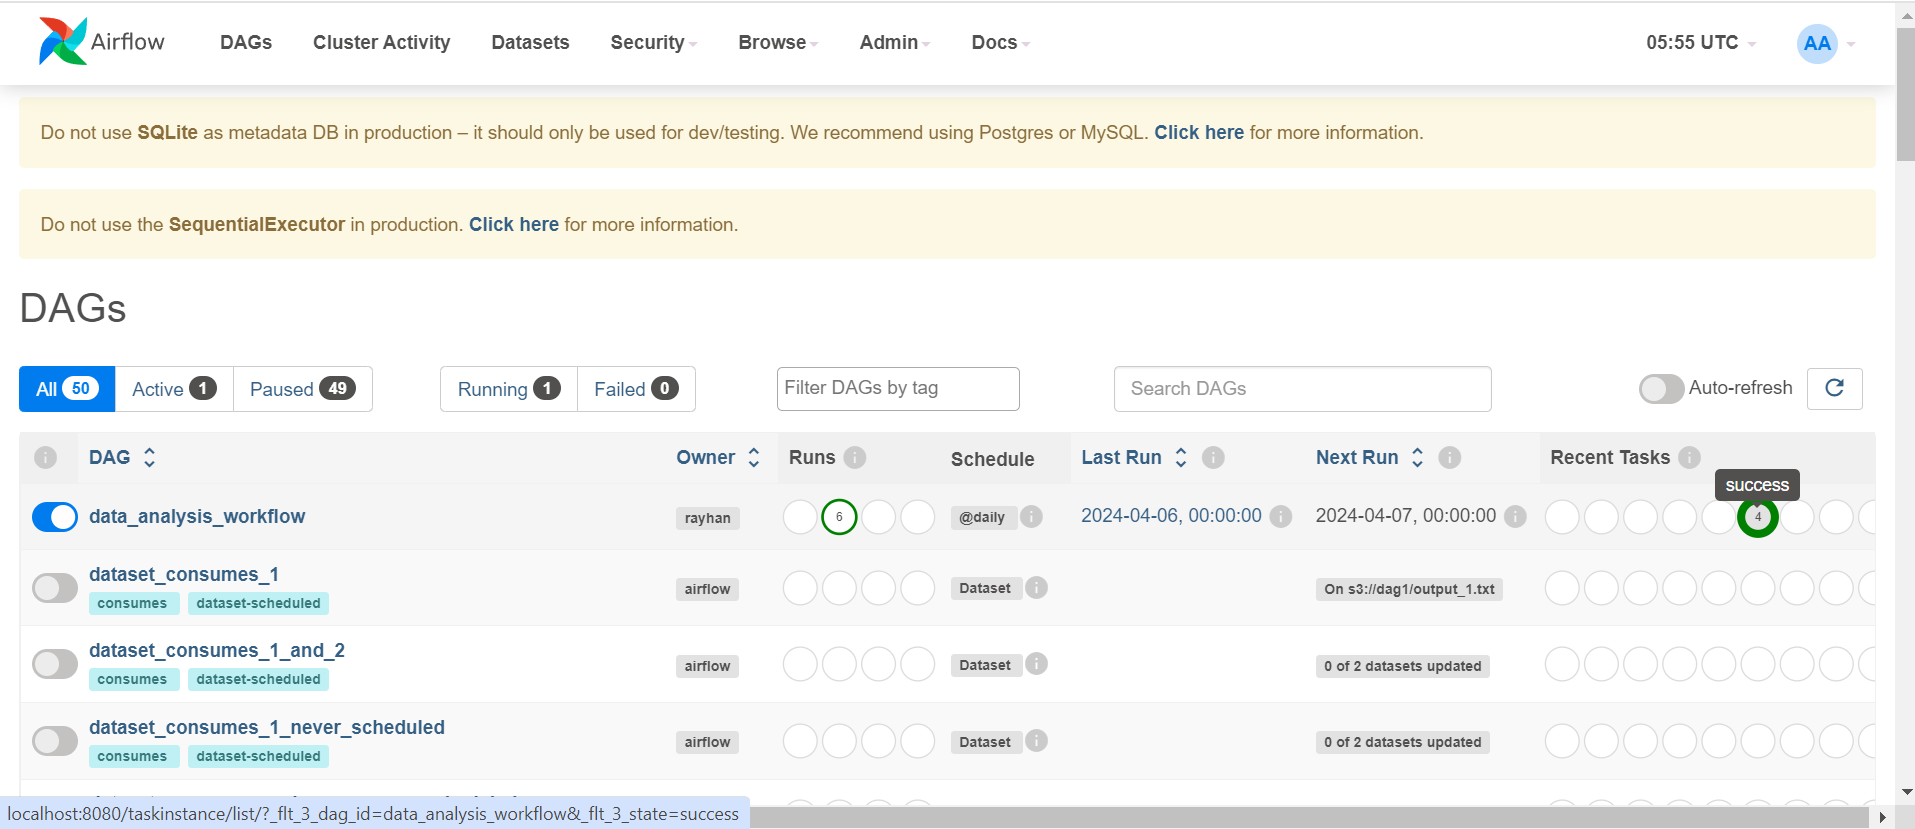 Airflow DAGs Cluster Activity Datasets Security Browse Admin Docs 05:55 UTC AA
Do not use SQLite as metadata DB in production – it should only be used for dev/testing. We recommend using Postgres or MySQL. Click here for more information.
Do not use the SequentialExecutor in production. Click here for more information.
DAGs
All 50 Active 1 Paused 49 Running 1 Failed 0 Filter DAGs by tag Search DAGs Auto-refresh
i DAG Owner Runs i Schedule Last Run i Next Run i Recent Tasks i
success
data_analysis_workflow rayhan 6 @daily i 2024-04-06, 00:00:00 i 2024-04-07, 00:00:00 i 4
dataset_consumes_1
consumes dataset-scheduled airflow Dataset i On s3://dag1/output_1.txt
dataset_consumes_1_and_2
consumes dataset-scheduled airflow Dataset i 0 of 2 datasets updated
dataset_consumes_1_never_scheduled
consumes dataset-scheduled airflow Dataset i 0 of 2 datasets updated
localhost:8080/taskinstance/list/?_flt_3_dag_id=data_analysis_workflow&_flt_3_state=success